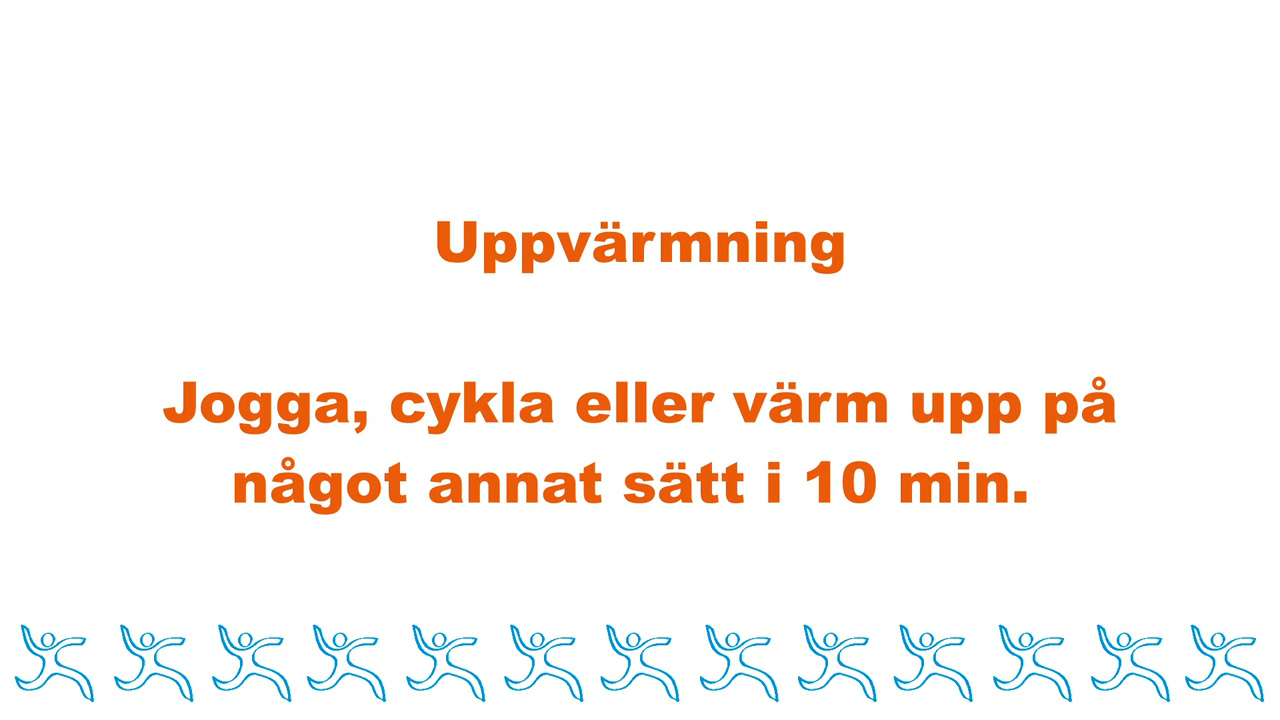 Uppvärmning
Jogga, cykla eller värm upp på
något annat sätt i 10 min.